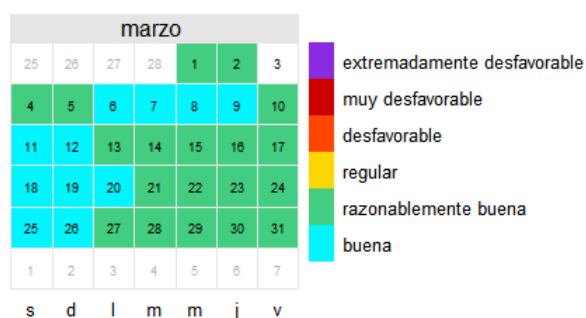 marzo
25 26 27 28 1 2 3
4 5 6 7 8 9 10
11 12 13 14 15 16 17
18 19 20 21 22 23 24
25 26 27 28 29 30 31
1 2 3 4 5 6 7
s d l m m j v
extremadamente desfavorable
muy desfavorable
desfavorable
regular
razonablemente buena
buena